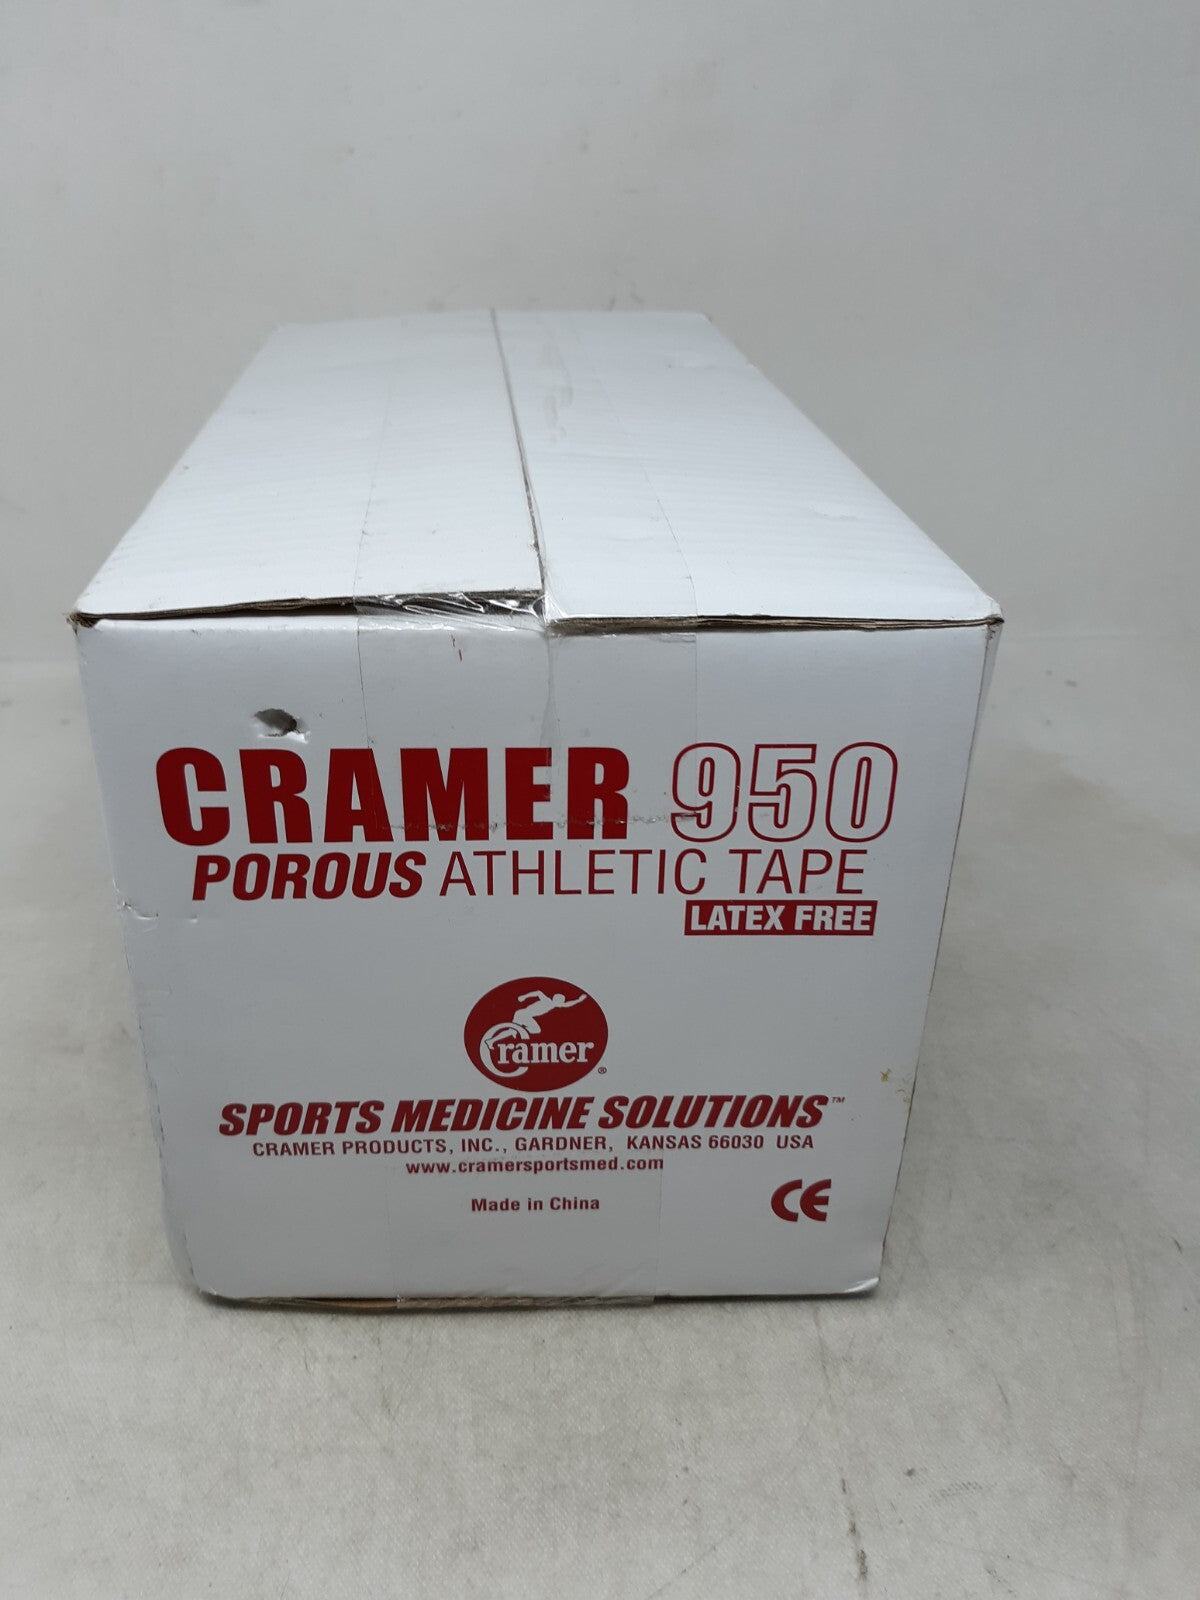 CRAMER 950
POROUS ATHLETIC TAPE
LATEX FREE
Cramer®
SPORTS MEDICINE SOLUTIONS™
CRAMER PRODUCTS, INC., GARDNER, KANSAS 66030 USA
www.cramersportsmed.com
Made in China
CE